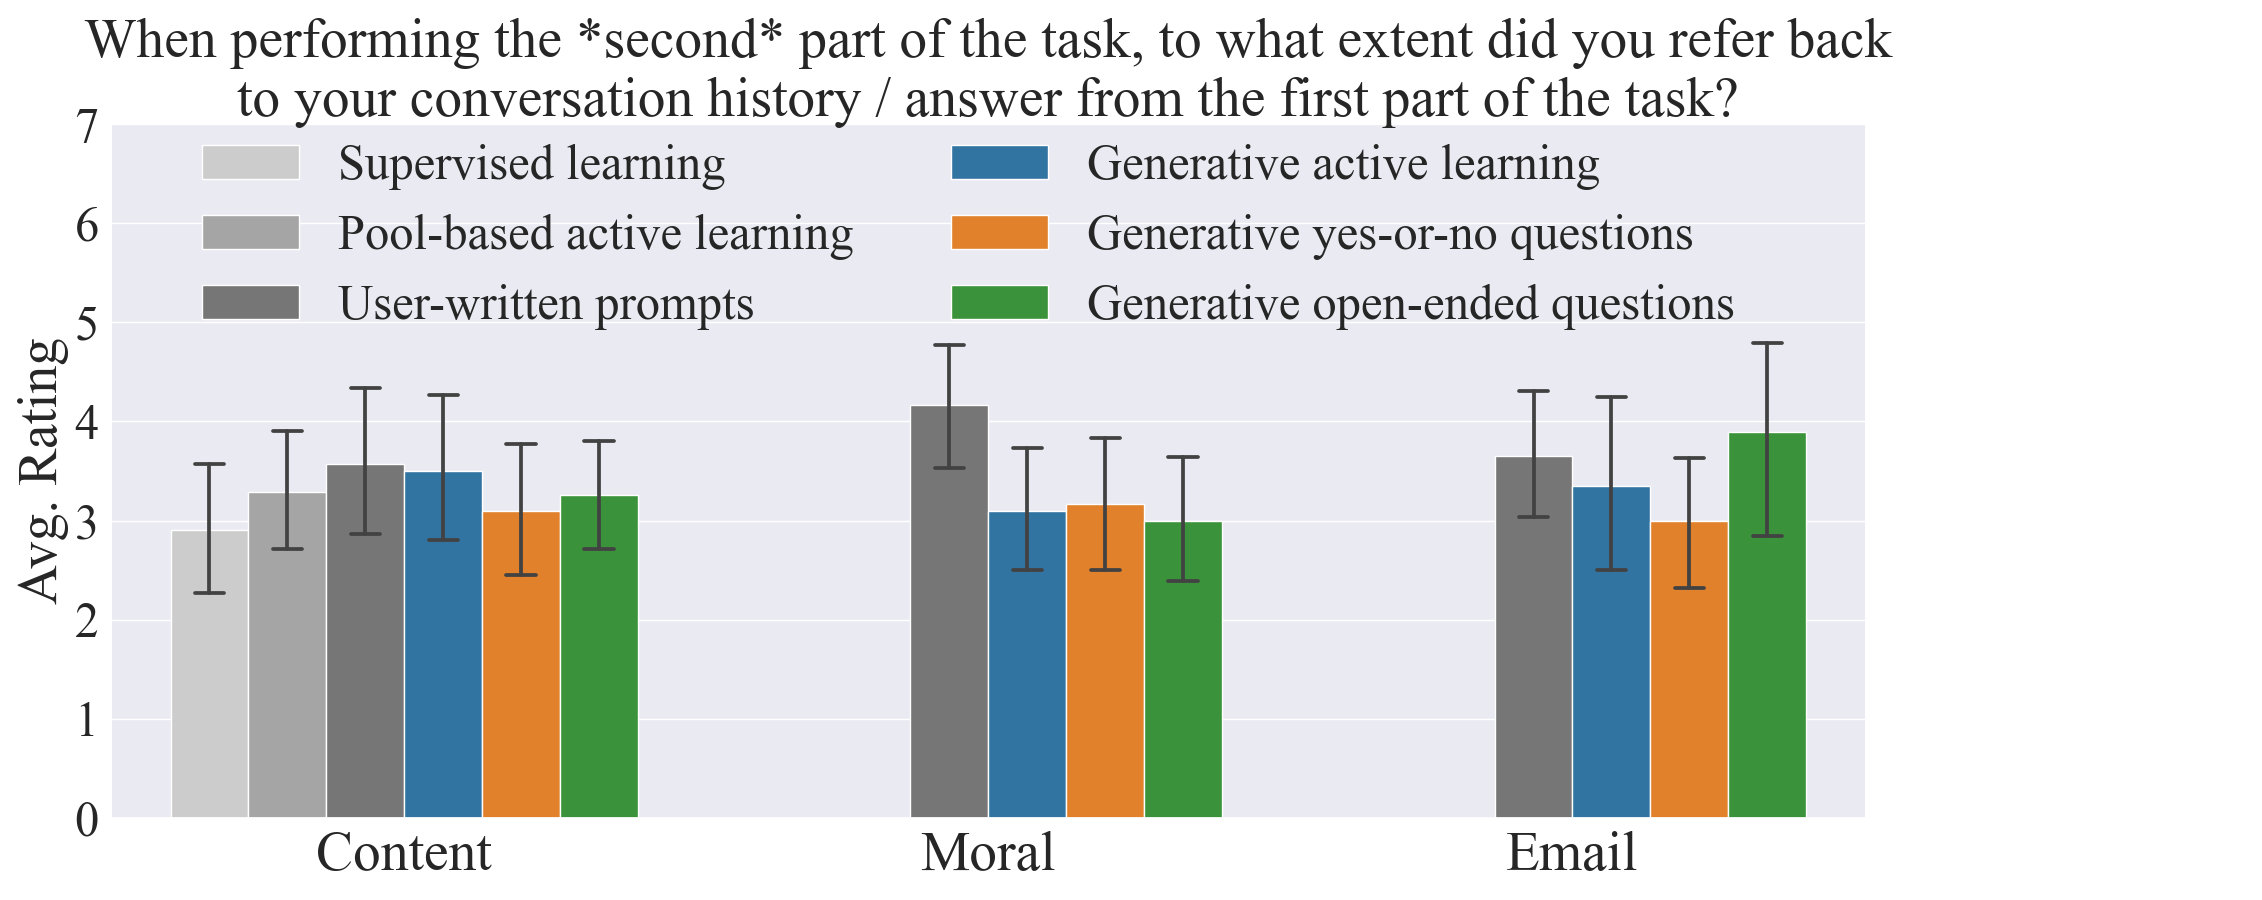 When performing the *second* part of the task, to what extent did you refer back
to your conversation history / answer from the first part of the task?
7
6
5
4
3
2
1
0
Avg. Rating
Supervised learning
Pool-based active learning
User-written prompts
Generative active learning
Generative yes-or-no questions
Generative open-ended questions
Content
Moral
Email